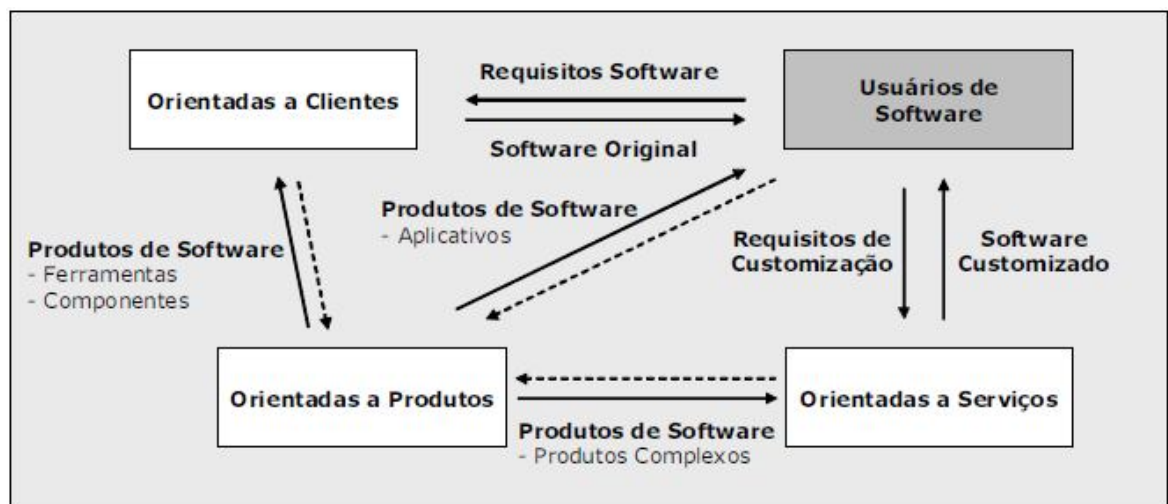 Orientadas a Clientes
Requisitos Software
Software Original
Usuários de
Software
Produtos de Software
- Ferramentas
- Componentes
Produtos de Software
- Aplicativos
Requisitos de
Customização
Software
Customizado
Orientadas a Produtos
Produtos de Software
- Produtos Complexos
Orientadas a Serviços